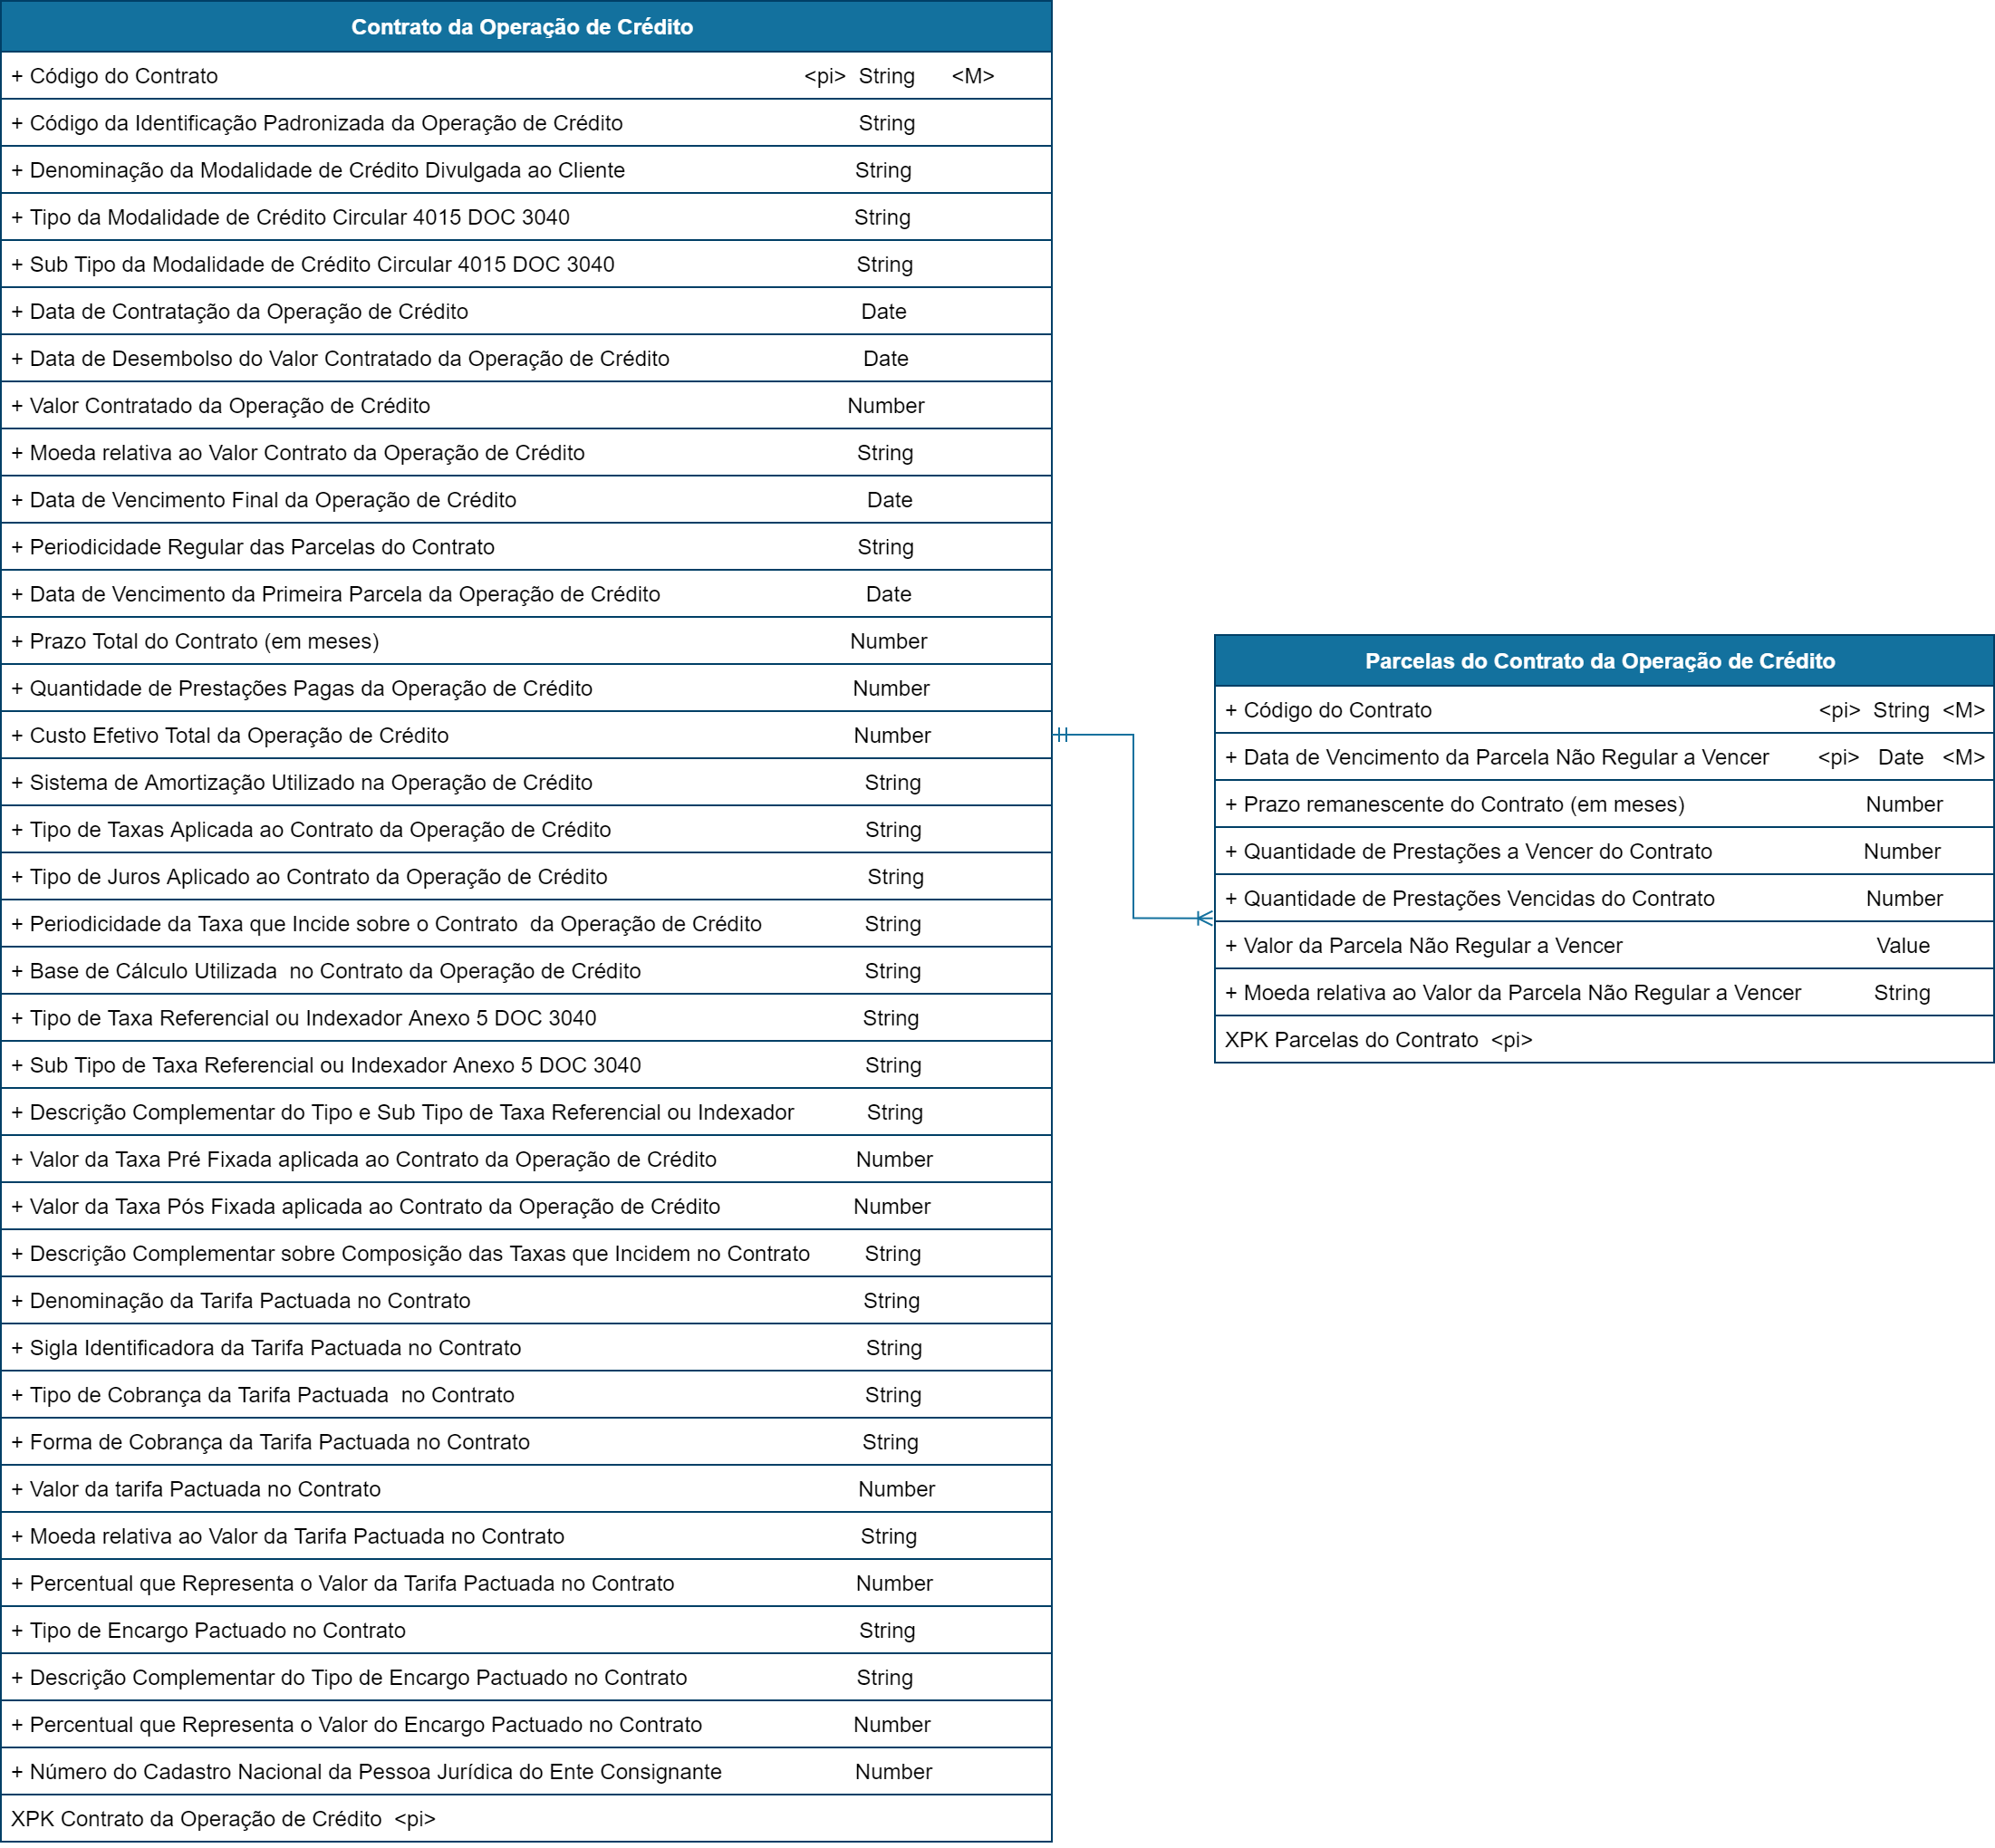 Contrato da Operação de Crédito
+ Código do Contrato <pi> String <M>
+ Código da Identificação Padronizada da Operação de Crédito String
+ Denominação da Modalidade de Crédito Divulgada ao Cliente String
+ Tipo da Modalidade de Crédito Circular 4015 DOC 3040 String
+ Sub Tipo da Modalidade de Crédito Circular 4015 DOC 3040 String
+ Data de Contratação da Operação de Crédito Date
+ Data de Desembolso do Valor Contratado da Operação de Crédito Date
+ Valor Contratado da Operação de Crédito Number
+ Moeda relativa ao Valor Contrato da Operação de Crédito String
+ Data de Vencimento Final da Operação de Crédito Date
+ Periodicidade Regular das Parcelas do Contrato String
+ Data de Vencimento da Primeira Parcela da Operação de Crédito Date
+ Prazo Total do Contrato (em meses) Number
+ Quantidade de Prestações Pagas da Operação de Crédito Number
+ Custo Efetivo Total da Operação de Crédito Number
+ Sistema de Amortização Utilizado na Operação de Crédito String
+ Tipo de Taxas Aplicada ao Contrato da Operação de Crédito String
+ Tipo de Juros Aplicado ao Contrato da Operação de Crédito String
+ Periodicidade da Taxa que Incide sobre o Contrato  da Operação de Crédito String
+ Base de Cálculo Utilizada  no Contrato da Operação de Crédito String
+ Tipo de Taxa Referencial ou Indexador Anexo 5 DOC 3040 String
+ Sub Tipo de Taxa Referencial ou Indexador Anexo 5 DOC 3040 String
+ Descrição Complementar do Tipo e Sub Tipo de Taxa Referencial ou Indexador String
+ Valor da Taxa Pré Fixada aplicada ao Contrato da Operação de Crédito Number
+ Valor da Taxa Pós Fixada aplicada ao Contrato da Operação de Crédito Number
+ Descrição Complementar sobre Composição das Taxas que Incidem no Contrato String
+ Denominação da Tarifa Pactuada no Contrato String
+ Sigla Identificadora da Tarifa Pactuada no Contrato String
+ Tipo de Cobrança da Tarifa Pactuada  no Contrato String
+ Forma de Cobrança da Tarifa Pactuada no Contrato String
+ Valor da tarifa Pactuada no Contrato Number
+ Moeda relativa ao Valor da Tarifa Pactuada no Contrato String
+ Percentual que Representa o Valor da Tarifa Pactuada no Contrato Number
+ Tipo de Encargo Pactuado no Contrato String
+ Descrição Complementar do Tipo de Encargo Pactuado no Contrato String
+ Percentual que Representa o Valor do Encargo Pactuado no Contrato Number
+ Número do Cadastro Nacional da Pessoa Jurídica do Ente Consignante Number
XPK Contrato da Operação de Crédito <pi>
Parcelas do Contrato da Operação de Crédito
+ Código do Contrato <pi> String <M>
+ Data de Vencimento da Parcela Não Regular a Vencer <pi> Date <M>
+ Prazo remanescente do Contrato (em meses) Number
+ Quantidade de Prestações a Vencer do Contrato Number
+ Quantidade de Prestações Vencidas do Contrato Number
+ Valor da Parcela Não Regular a Vencer Value
+ Moeda relativa ao Valor da Parcela Não Regular a Vencer String
XPK Parcelas do Contrato <pi>